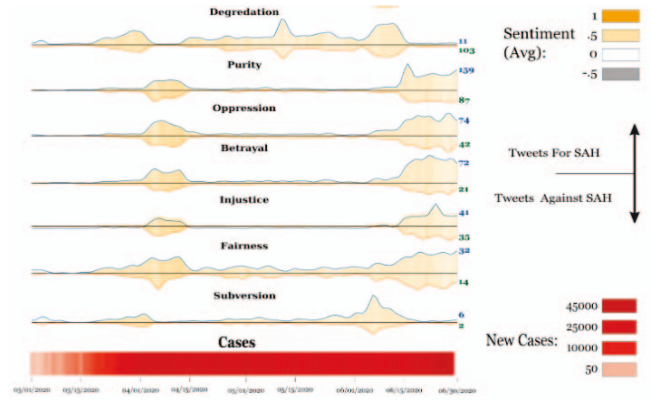 Degredation
11
103
Purity
159
87
Oppression
74
42
Betrayal
72
21
Injustice
41
35
Fairness
32
14
Subversion
6
2
Cases
03/01/2020 03/15/2020 04/01/2020 04/15/2020 05/01/2020 05/15/2020 06/01/2020 08/15/2020 06/30/2020
Sentiment
(Avg):
1
.5
0
-.5
Tweets For SAH
Tweets Against SAH
New Cases:
45000
25000
10000
50